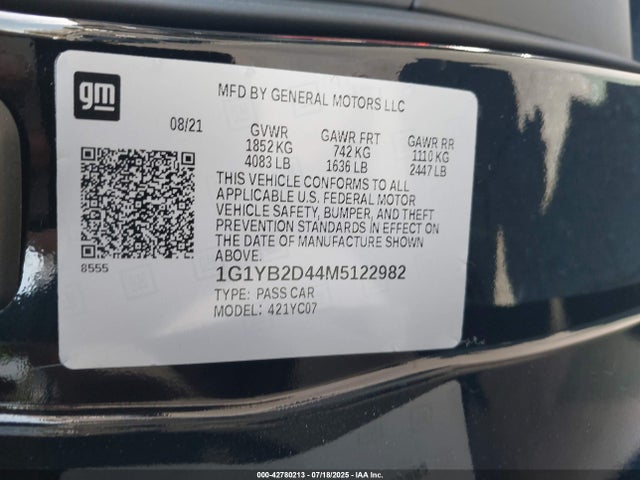 gm
MFD BY GENERAL MOTORS LLC
08/21 GVWR GAWR FRT GAWR RR
1852 KG 742 KG 1110 KG
4083 LB 1636 LB 2447 LB
THIS VEHICLE CONFORMS TO ALL
APPLICABLE U.S. FEDERAL MOTOR
VEHICLE SAFETY, BUMPER, AND THEFT
PREVENTION STANDARDS IN EFFECT ON
THE DATE OF MANUFACTURE SHOWN
ABOVE.
8555
1G1YB2D44M5122982
TYPE: PASS CAR
MODEL: 421YC07
000-42780213 - 07/18/2025 - IAA Inc.